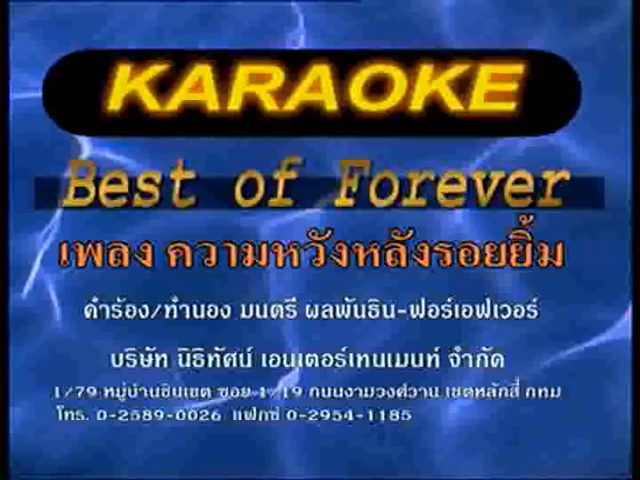 KARAOKE
Best of Forever
เพลง ความหวังหลังรอยยิ้ม
คำร้อง/ทำนอง มนตรี ผลพันธิน-ฟอร์เอฟเวอร์
บริษัท นิธิทัศน์ เอนเตอร์เทนเมนท์ จำกัด
1/79 หมู่บ้านชินเขต ซอย 1/19 ถนนงามวงศ์วาน เขตหลักสี่ กทม
โทร. 0-2589-0026 แฟกซ์ 0-2954-1185